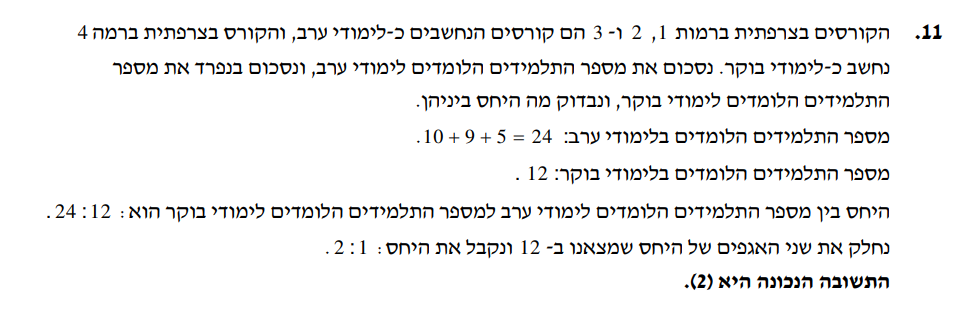 11. הקורסים בצרפתית ברמות 1, 2 ו- 3 הם קורסים הנחשבים כ-לימודי ערב, והקורס בצרפתית ברמה 4
נחשב כ-לימודי בוקר. נסכום את מספר התלמידים הלומדים לימודי ערב, ונסכום בנפרד את מספר
התלמידים הלומדים לימודי בוקר, ונבדוק מה היחס ביניהן.
מספר התלמידים הלומדים בלימודי ערב: 10 + 9 + 5 = 24.
מספר התלמידים הלומדים בלימודי בוקר: 12 .
היחס בין מספר התלמידים הלומדים לימודי ערב למספר התלמידים הלומדים לימודי בוקר הוא: 24 : 12 .
נחלק את שני האגפים של היחס שמצאנו ב- 12 ונקבל את היחס: 2 : 1 .
התשובה הנכונה היא (2).